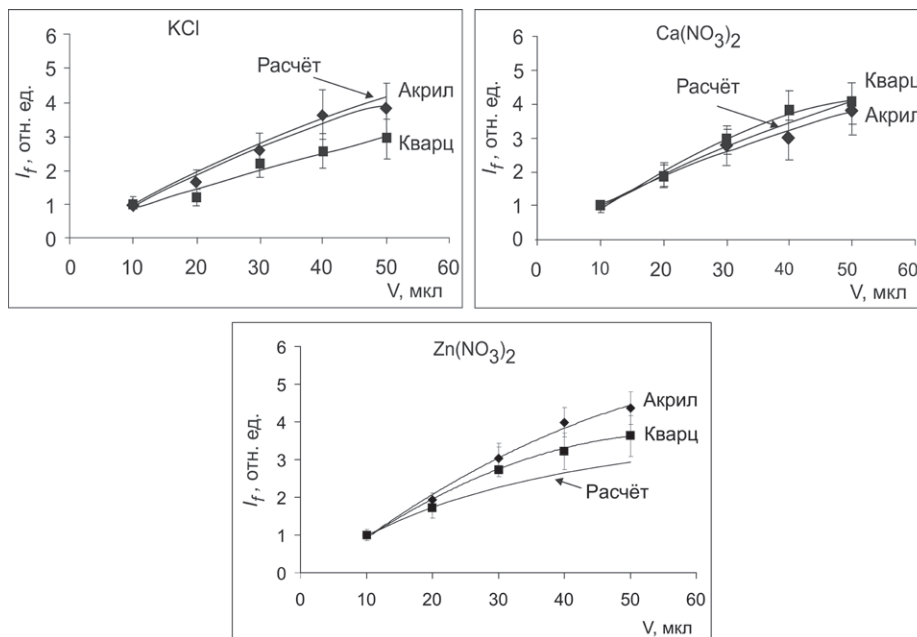 KCl
I_f, отн. ед.
6
5
4
3
2
1
0
Расчёт
Акрил
Кварц
0 10 20 30 40 50 60
V, мкл
Ca(NO₃)₂
I_f, отн. ед.
6
5
4
3
2
1
0
Расчёт
Кварц
Акрил
0 10 20 30 40 50 60
V, мкл
Zn(NO₃)₂
I_f, отн. ед.
6
5
4
3
2
1
0
Акрил
Кварц
Расчёт
0 10 20 30 40 50 60
V, мкл